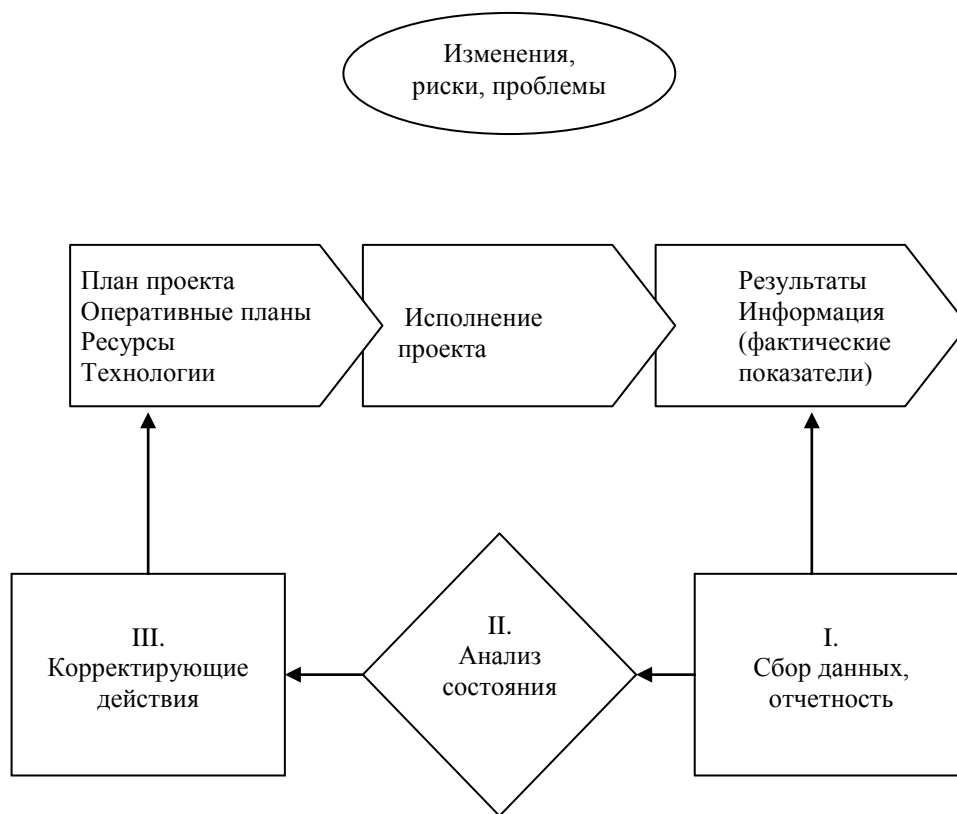 Изменения,
риски, проблемы
План проекта
Оперативные планы
Ресурсы
Технологии
Исполнение
проекта
Результаты
Информация
(фактические
показатели)
III.
Корректирующие
действия
II.
Анализ
состояния
I.
Сбор данных,
отчетность